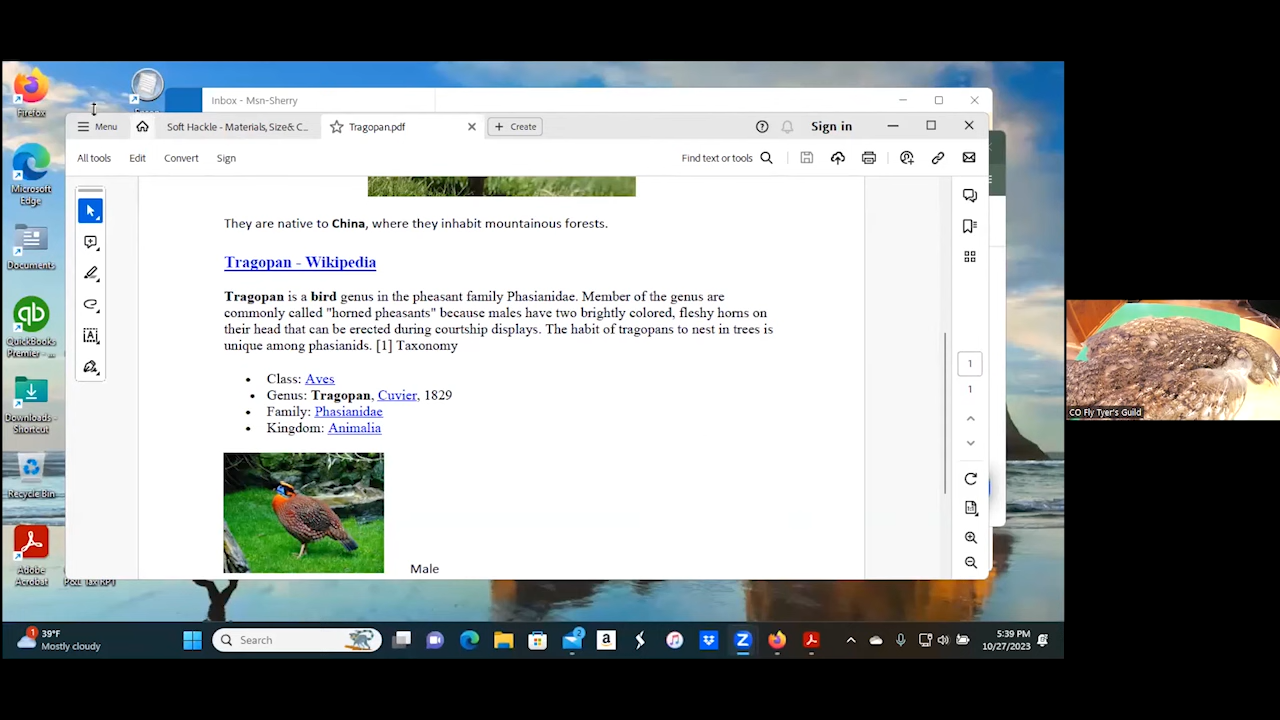 Firefox
Inbox - Msn-Sherry
Menu
Soft Hackle - Materials, Size& C...
Tragopan.pdf
Create
Sign in
All tools
Edit
Convert
Sign
Find text or tools
They are native to China, where they inhabit mountainous forests.
Tragopan - Wikipedia
Tragopan is a bird genus in the pheasant family Phasianidae. Member of the genus are
commonly called "horned pheasants" because males have two brightly colored, fleshy horns on
their head that can be erected during courtship displays. The habit of tragopans to nest in trees is
unique among phasianids. [1] Taxonomy
• Class: Aves
• Genus: Tragopan, Cuvier, 1829
• Family: Phasianidae
• Kingdom: Animalia
Male
Microsoft
Edge
Documents
QuickBooks
Premier - ...
Downloads -
Shortcut
Recycle Bin
Adobe
Acrobat
1
1
CO Fly Tyer's Guild
1
39°F
Mostly cloudy
Search
2
5:39 PM
10/27/2023